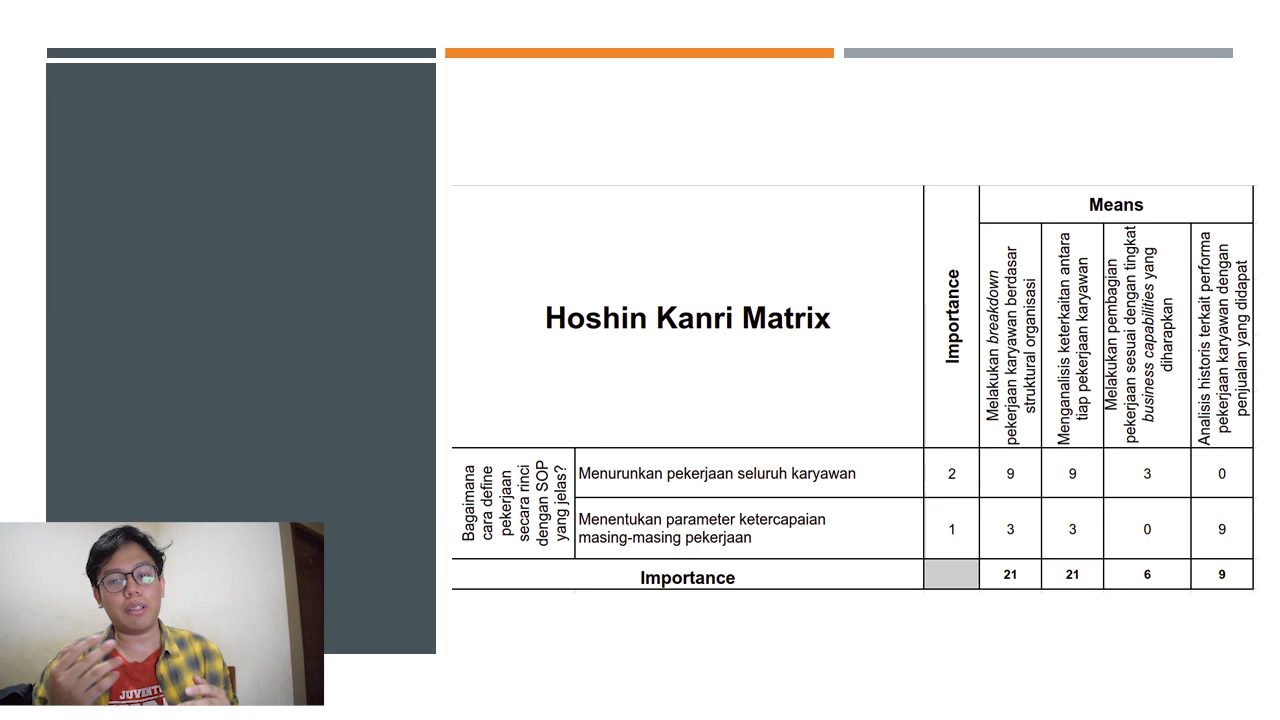 Means
Hoshin Kanri Matrix
Importance
Melakukan breakdown
pekerjaan karyawan berdasar
struktural organisasi
Menganalisis keterkaitan antara
tiap pekerjaan karyawan
Melakukan pembagian
pekerjaan sesuai dengan tingkat
business capabilities yang
diharapkan
Analisis historis terkait performa
pekerjaan karyawan dengan
penjualan yang didapat
Bagaimana
cara define
pekerjaan
secara rinci
dengan SOP
yang jelas?
Menurunkan pekerjaan seluruh karyawan
2
9
9
3
0
Menentukan parameter ketercapaian
masing-masing pekerjaan
1
3
3
0
9
Importance
21
21
6
9